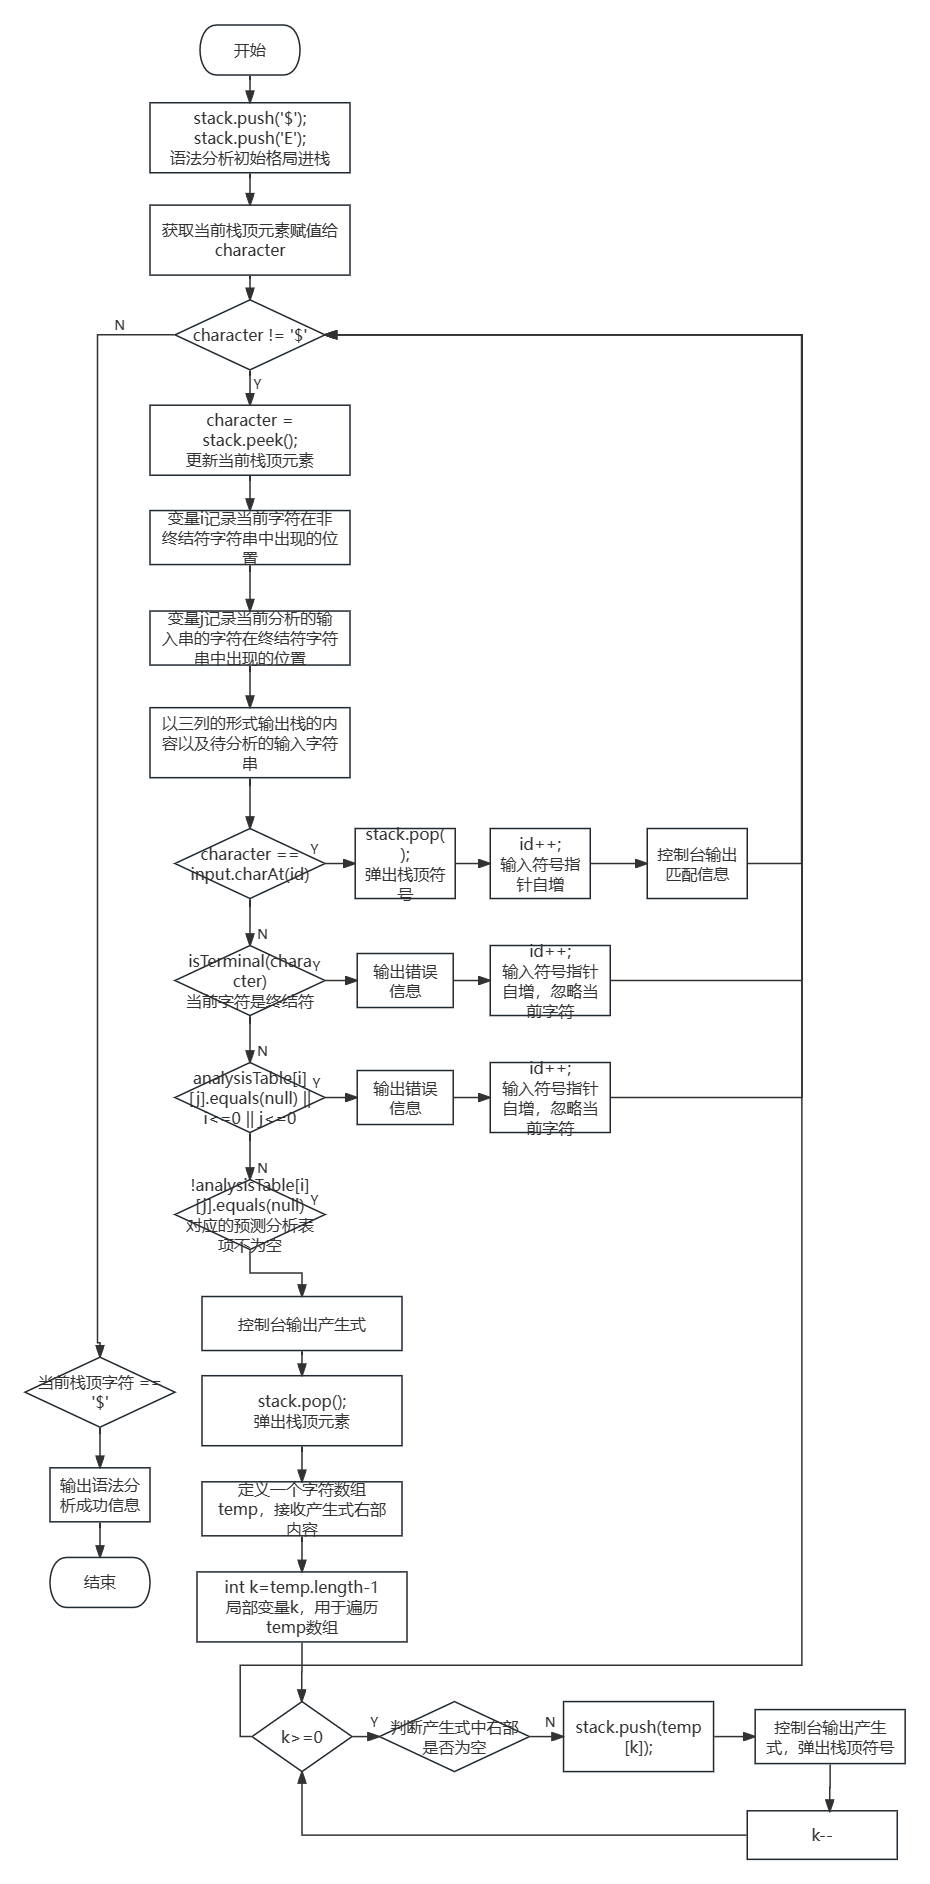 开始
stack.push('$');
stack.push('E');
语法分析初始格局进栈
获取当前栈顶元素赋值给
character
N
character != '$'
Y
character =
stack.peek();
更新当前栈顶元素
变量i记录当前字符在非
终结符字符串中出现的位
置
变量j记录当前分析的输
入串的字符在终结符字符
串中出现的位置
以三列的形式输出栈的内
容以及待分析的输入字符
串
character ==
input.charAt(id)
Y
stack.pop(
);
弹出栈顶符
号
id++;
输入符号指
针自增
控制台输出
匹配信息
N
isTerminal(chara
cter)
当前字符是终结符
Y
输出错误
信息
id++;
输入符号指针
自增，忽略当
前字符
N
analysisTable[i]
[j].equals(null) ||
i<=0 || j<=0
Y
输出错误
信息
id++;
输入符号指针
自增，忽略当
前字符
N
!analysisTable[i]
[j].equals(null)
对应的预测分析表
项不为空
Y
控制台输出产生式
当前栈顶字符 ==
'$'
stack.pop();
弹出栈顶元素
输出语法分
析成功信息
定义一个字符数组
temp，接收产生式右部
内容
结束
int k=temp.length-1
局部变量k，用于遍历
temp数组
k>=0
Y
判断产生式中右部
是否为空
N
stack.push(temp
[k]);
控制台输出产生
式，弹出栈顶符号
k--